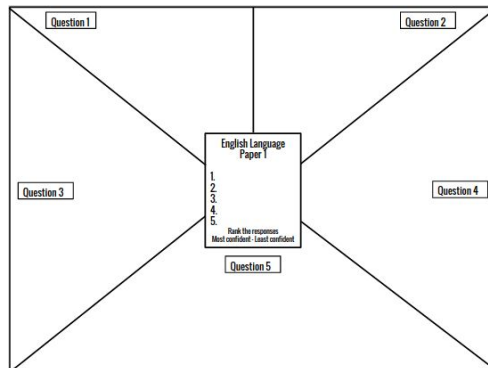 Question 1
Question 2
English Language
Paper 1
1.
2.
3.
4.
5.
Rank the responses
Most confident - Least confident
Question 3
Question 4
Question 5